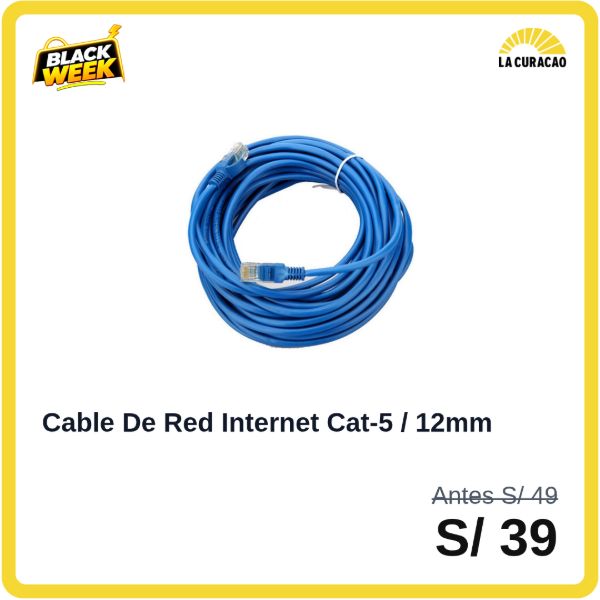 BLACK
WEEK
LA CURACAO
Cable De Red Internet Cat-5 / 12mm
Antes S/ 49
S/ 39